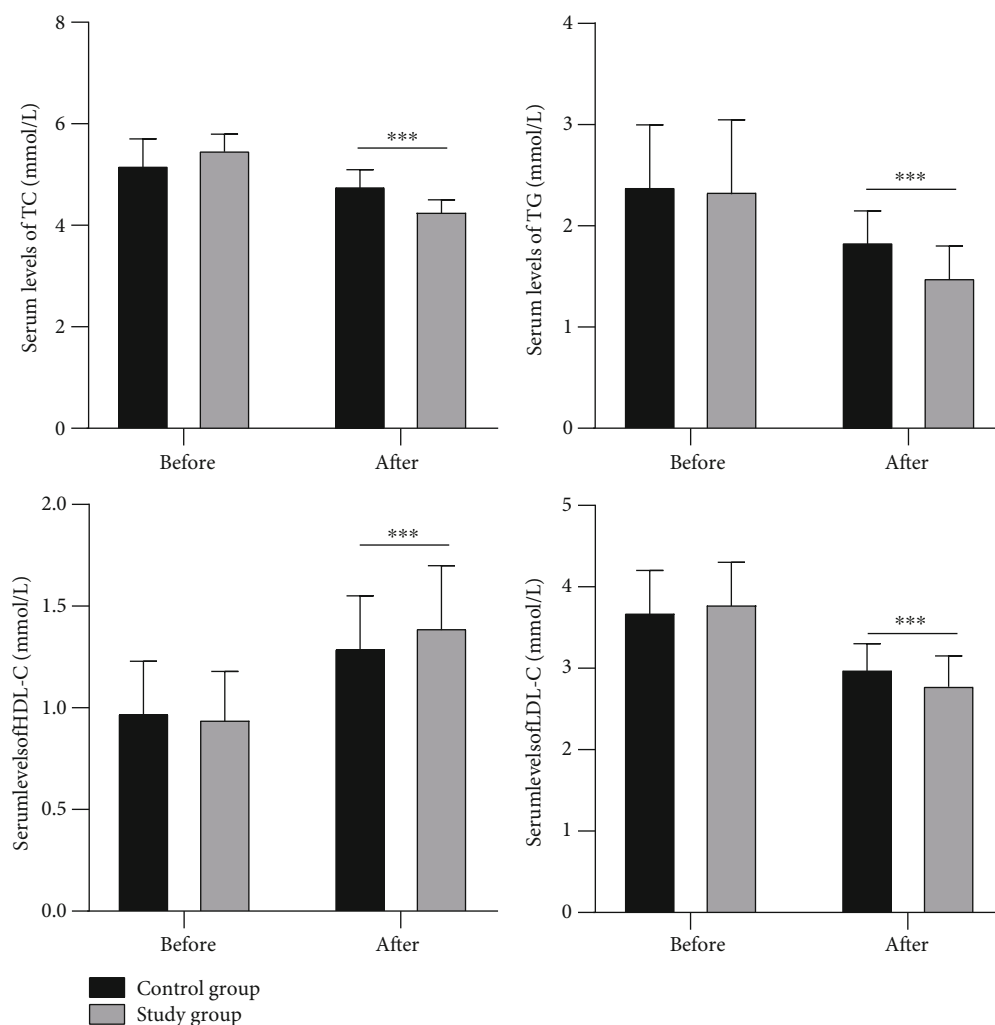 Serum levels of TC (mmol/L)
8
6
4
2
0
***
Before
After
Serum levels of TG (mmol/L)
4
3
2
1
0
***
Before
After
SerumlevelsofHDL-C (mmol/L)
2.0
1.5
1.0
0.5
0.0
***
Before
After
SerumlevelsofLDL-C (mmol/L)
5
4
3
2
1
0
***
Before
After
Control group
Study group